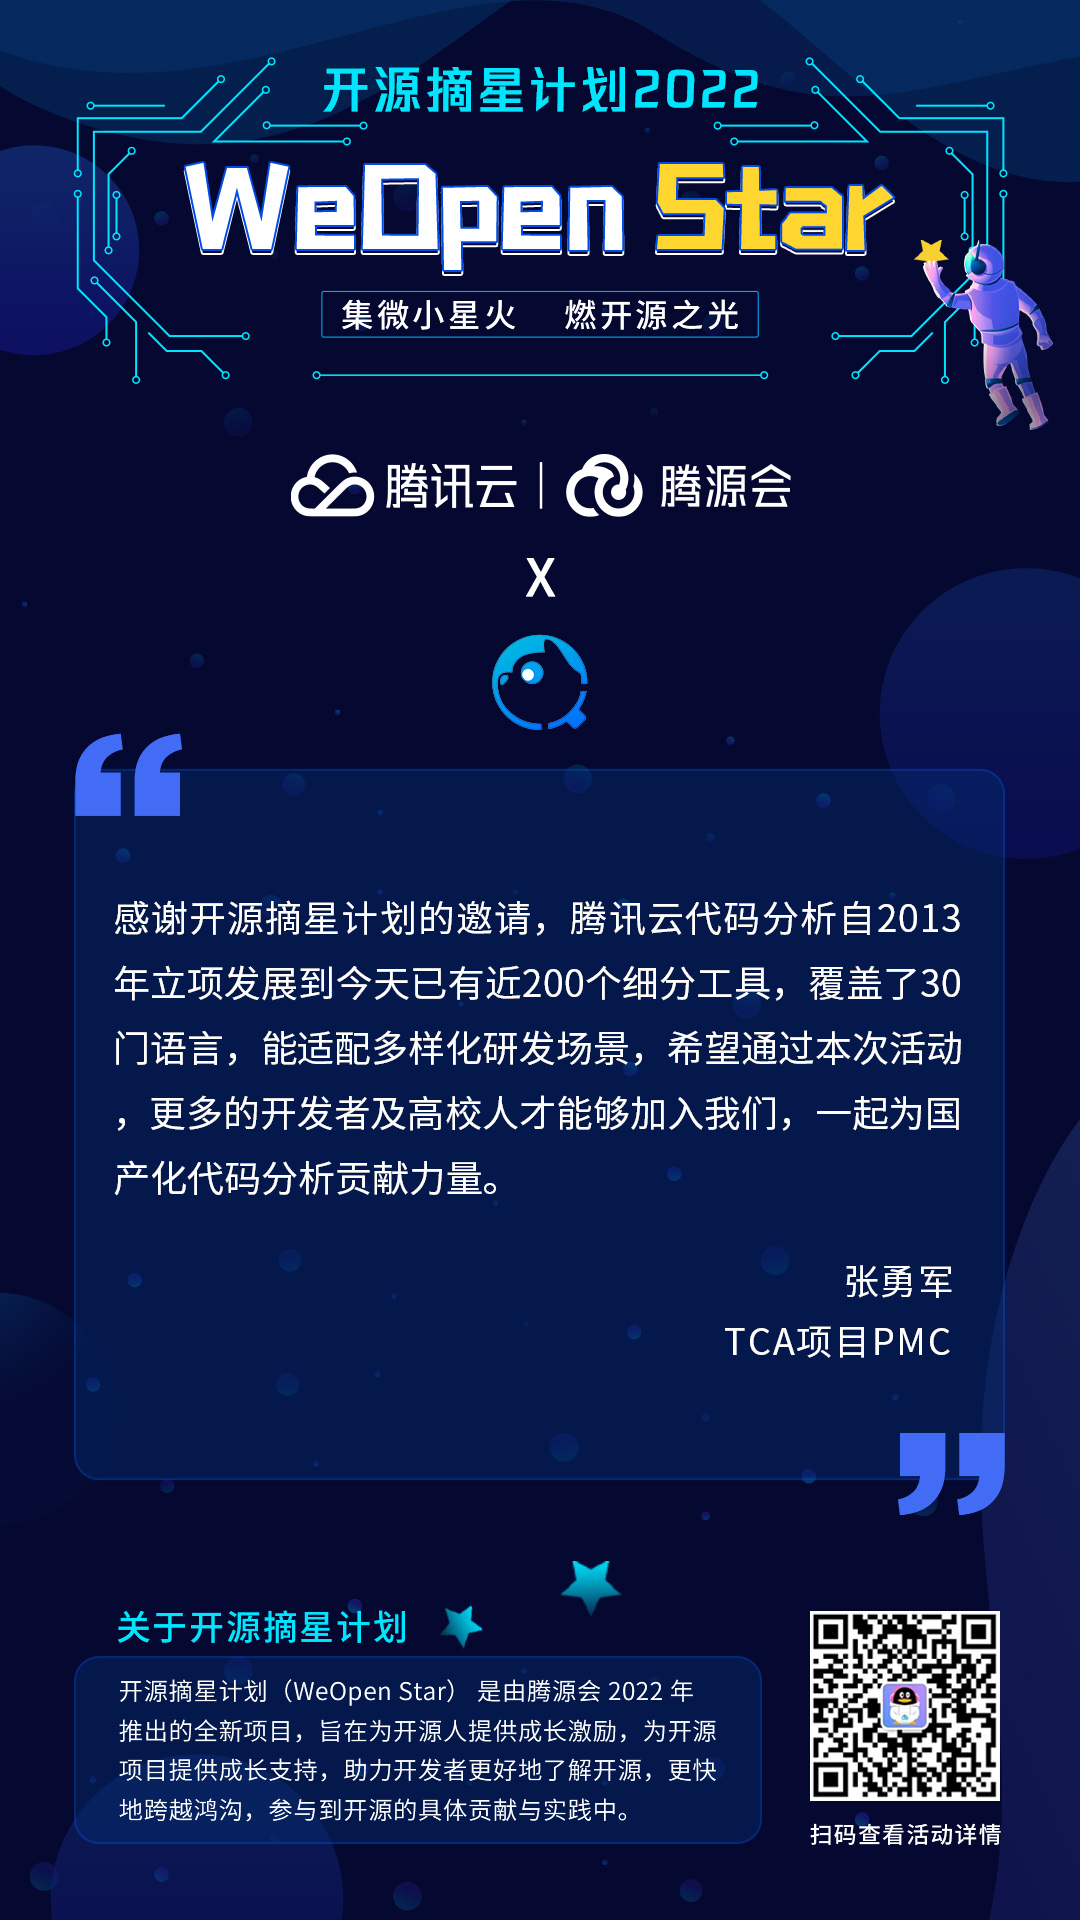 开源摘星计划2022
WeOpen Star
集微小星火 燃开源之光
腾讯云 | 腾源会
X
感谢开源摘星计划的邀请，腾讯云代码分析自2013
年立项发展到今天已有近200个细分工具，覆盖了30
门语言，能适配多样化研发场景，希望通过本次活动
，更多的开发者及高校人才能够加入我们，一起为国
产化代码分析贡献力量。
张勇军
TCA项目PMC
关于开源摘星计划
开源摘星计划（WeOpen Star） 是由腾源会 2022 年
推出的全新项目，旨在为开源人提供成长激励，为开源
项目提供成长支持，助力开发者更好地了解开源，更快
地跨越鸿沟，参与到开源的具体贡献与实践中。
扫码查看活动详情